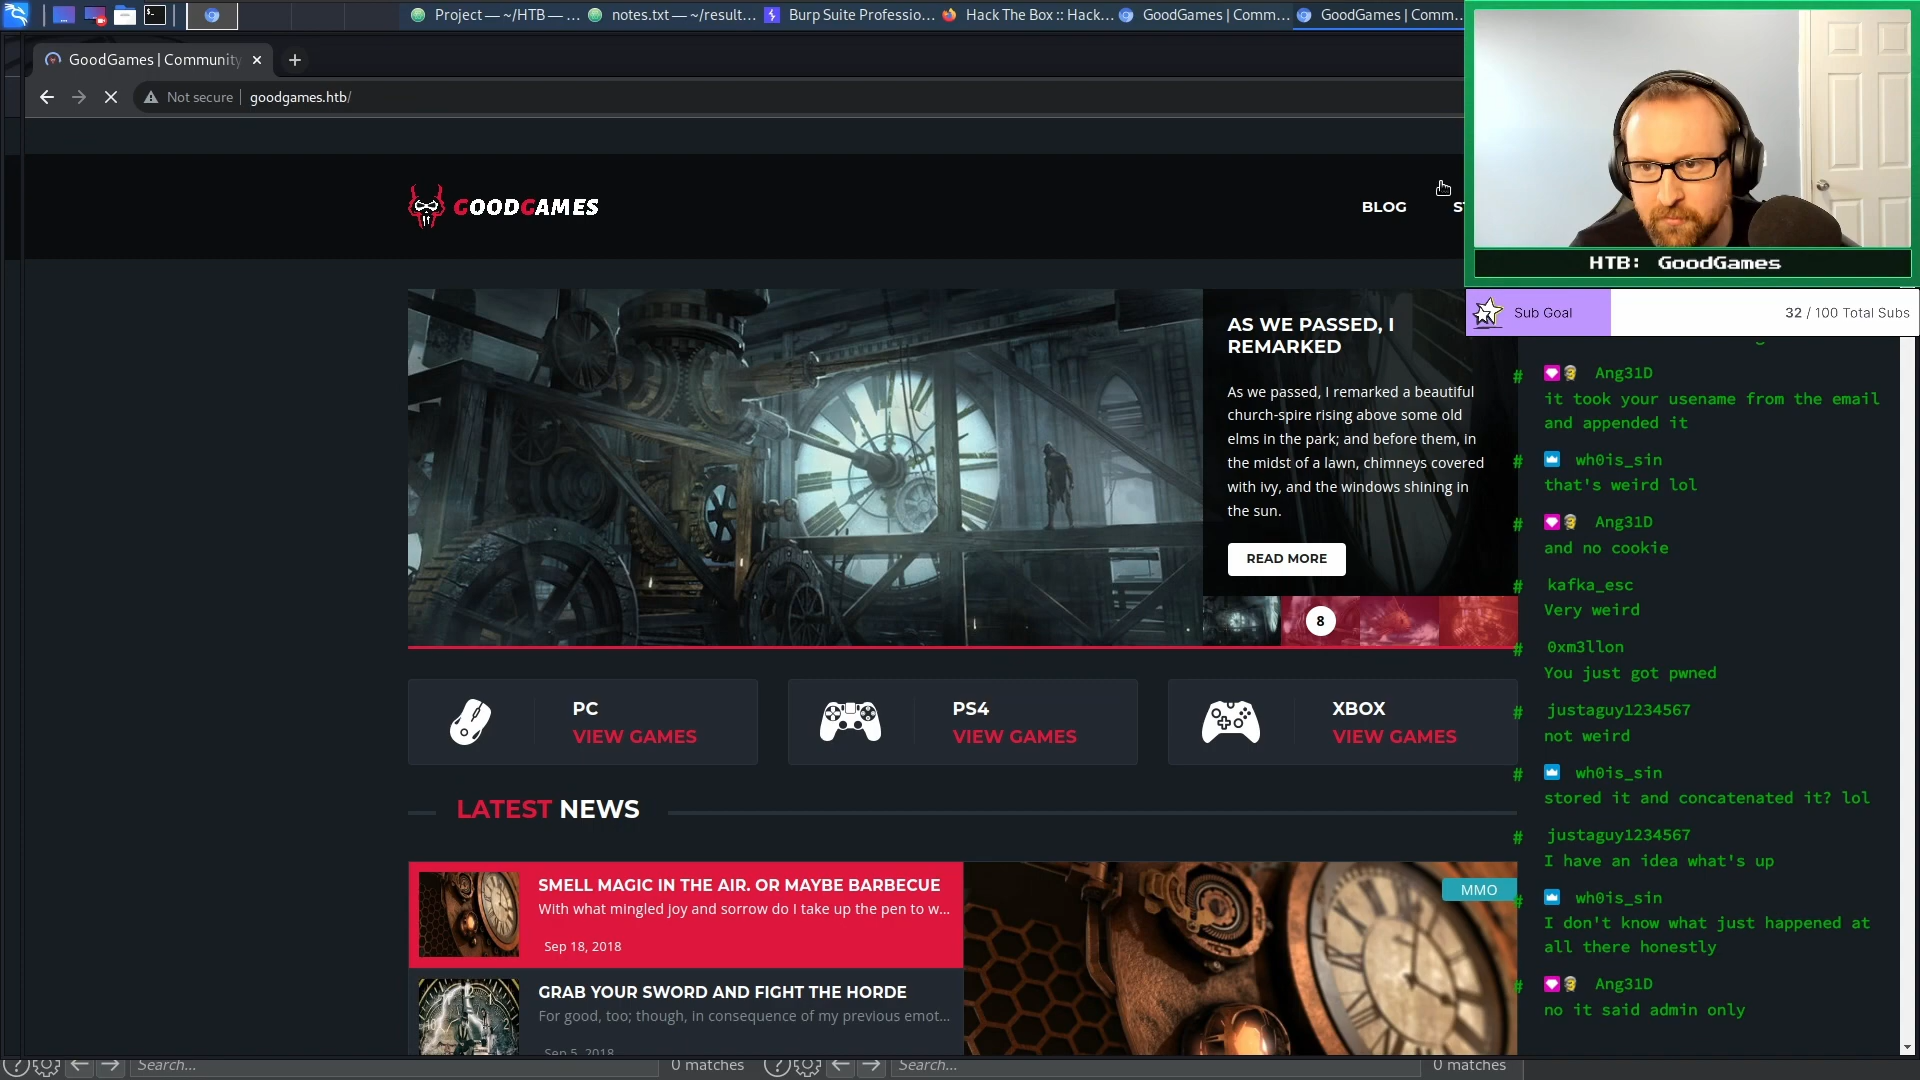 Project — ~/HTB — ...
notes.txt — ~/result...
Burp Suite Professio...
Hack The Box :: Hack...
GoodGames | Comm...
GoodGames | Comm...
GoodGames | Community
Not secure
goodgames.htb/
GOODGAMES
BLOG
HTB: GoodGames
Sub Goal
32 / 100 Total Subs
AS WE PASSED, I
REMARKED
As we passed, I remarked a beautiful
church-spire rising above some old
elms in the park; and before them, in
the midst of a lawn, chimneys covered
with ivy, and the windows shining in
the sun.
READ MORE
8
PC
VIEW GAMES
PS4
VIEW GAMES
XBOX
VIEW GAMES
LATEST NEWS
SMELL MAGIC IN THE AIR. OR MAYBE BARBECUE
With what mingled joy and sorrow do I take up the pen to w...
Sep 18, 2018
MMO
GRAB YOUR SWORD AND FIGHT THE HORDE
For good, too; though, in consequence of my previous emot...
Sep 5, 2018
# Ang31D
it took your usename from the email
and appended it
# wh0is_sin
that's weird lol
# Ang31D
and no cookie
# kafka_esc
Very weird
# 0xm3llon
You just got pwned
# justaguy1234567
not weird
# wh0is_sin
stored it and concatenated it? lol
# justaguy1234567
I have an idea what's up
# wh0is_sin
I don't know what just happened at
all there honestly
# Ang31D
no it said admin only
Search...
0 matches
Search...
0 matches